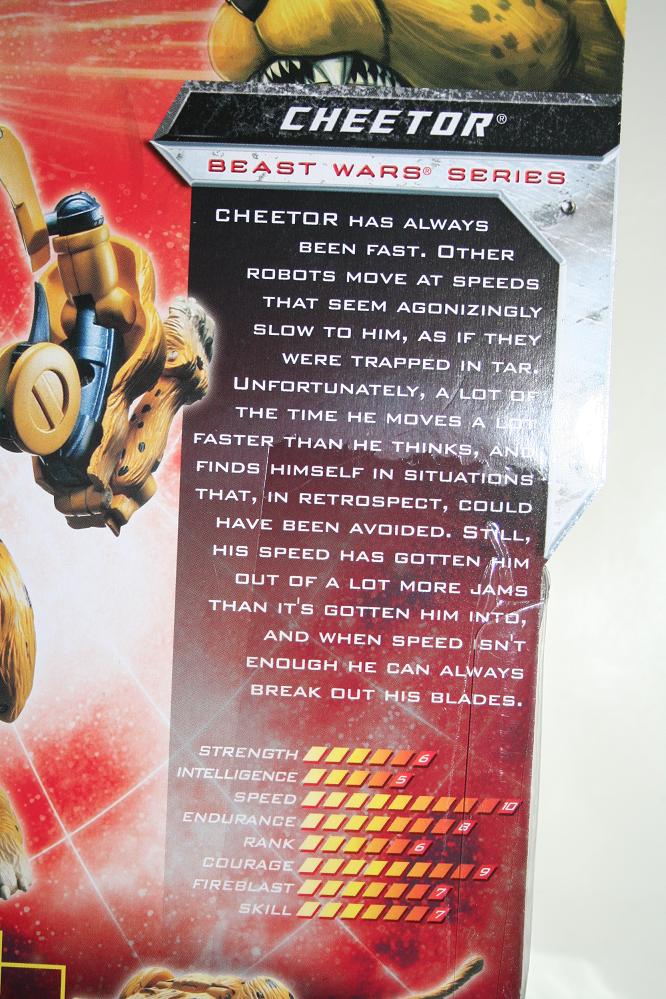 CHEETOR®
BEAST WARS® SERIES
CHEETOR HAS ALWAYS
BEEN FAST. OTHER
ROBOTS MOVE AT SPEEDS
THAT SEEM AGONIZINGLY
SLOW TO HIM, AS IF THEY
WERE TRAPPED IN TAR.
UNFORTUNATELY, A LOT OF
THE TIME HE MOVES A LOT
FASTER THAN HE THINKS, AND
FINDS HIMSELF IN SITUATIONS
THAT, IN RETROSPECT, COULD
HAVE BEEN AVOIDED. STILL,
HIS SPEED HAS GOTTEN HIM
OUT OF A LOT MORE JAMS
THAN IT'S GOTTEN HIM INTO,
AND WHEN SPEED ISN'T
ENOUGH HE CAN ALWAYS
BREAK OUT HIS BLADES.
STRENGTH 6
INTELLIGENCE 5
SPEED 10
ENDURANCE 8
RANK 6
COURAGE 9
FIREBLAST 7
SKILL 7